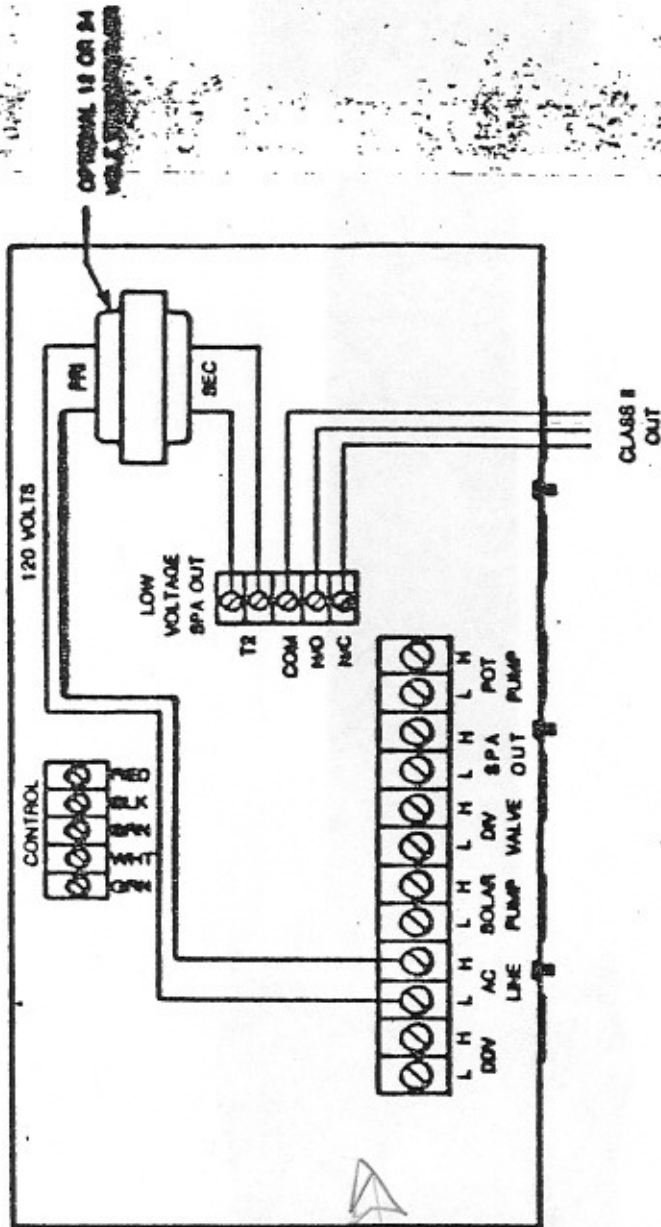 OPTIONAL 12 OR 24
VOLT
120 VOLTS
PRI
SEC
LOW
VOLTAGE
SPA OUT
T2
COM
N/O
N/C
CONTROL
RED
BLK
WHT
GRN
L H L H L H L H L H L H
DDV AC SOLAR DIV SPA POT
LINE PUMP VALVE OUT PUMP
CLASS II
OUT